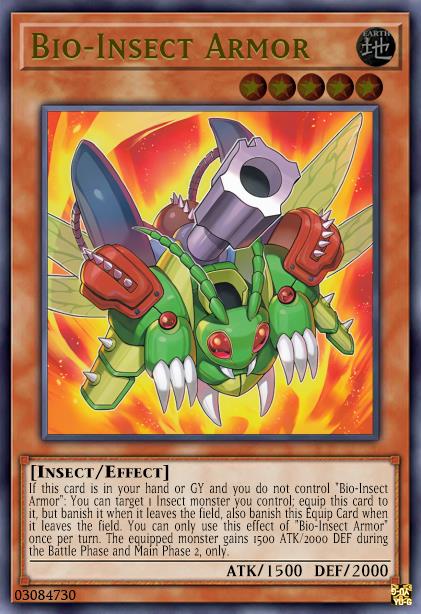 BIO-INSECT ARMOR
EARTH
地
[INSECT/EFFECT]
If this card is in your hand or GY and you do not control "Bio-Insect
Armor": You can target 1 Insect monster you control; equip this card to
it, but banish it when it leaves the field, also banish this Equip Card when
it leaves the field. You can only use this effect of "Bio-Insect Armor"
once per turn. The equipped monster gains 1500 ATK/2000 DEF during
the Battle Phase and Main Phase 2, only.
ATK/1500 DEF/2000
03084730